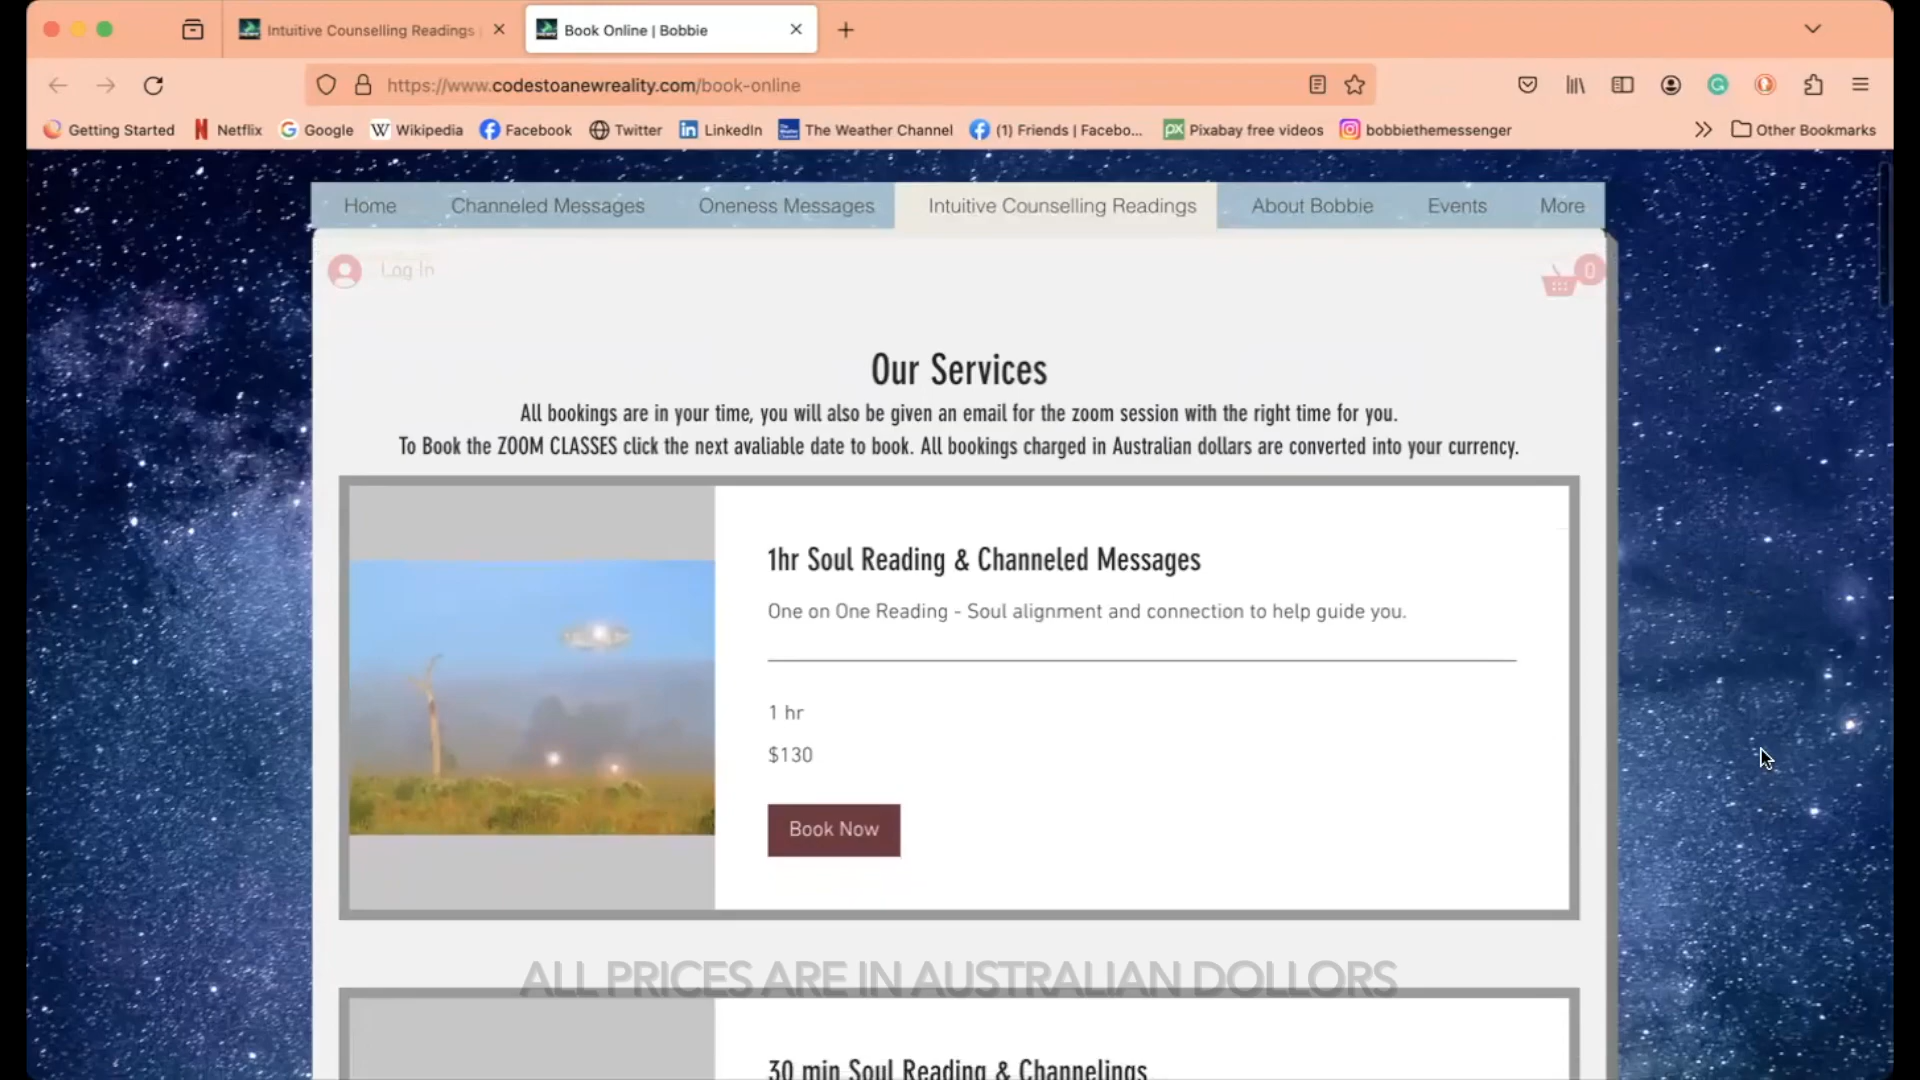 Intuitive Counselling Readings
Book Online | Bobbie
https://www.codestoanewreality.com/book-online
Getting Started
Netflix
Google
Wikipedia
Facebook
Twitter
LinkedIn
The Weather Channel
(1) Friends | Facebo...
Pixabay free videos
bobbiethemessenger
Other Bookmarks
Home
Channeled Messages
Oneness Messages
Intuitive Counselling Readings
About Bobbie
Events
More
Log In
0
Our Services
All bookings are in your time, you will also be given an email for the zoom session with the right time for you.
To Book the ZOOM CLASSES click the next avaliable date to book. All bookings charged in Australian dollars are converted into your currency.
1hr Soul Reading & Channeled Messages
One on One Reading - Soul alignment and connection to help guide you.
1 hr
$130
Book Now
ALL PRICES ARE IN AUSTRALIAN DOLLORS
30 min Soul Reading & Channelings